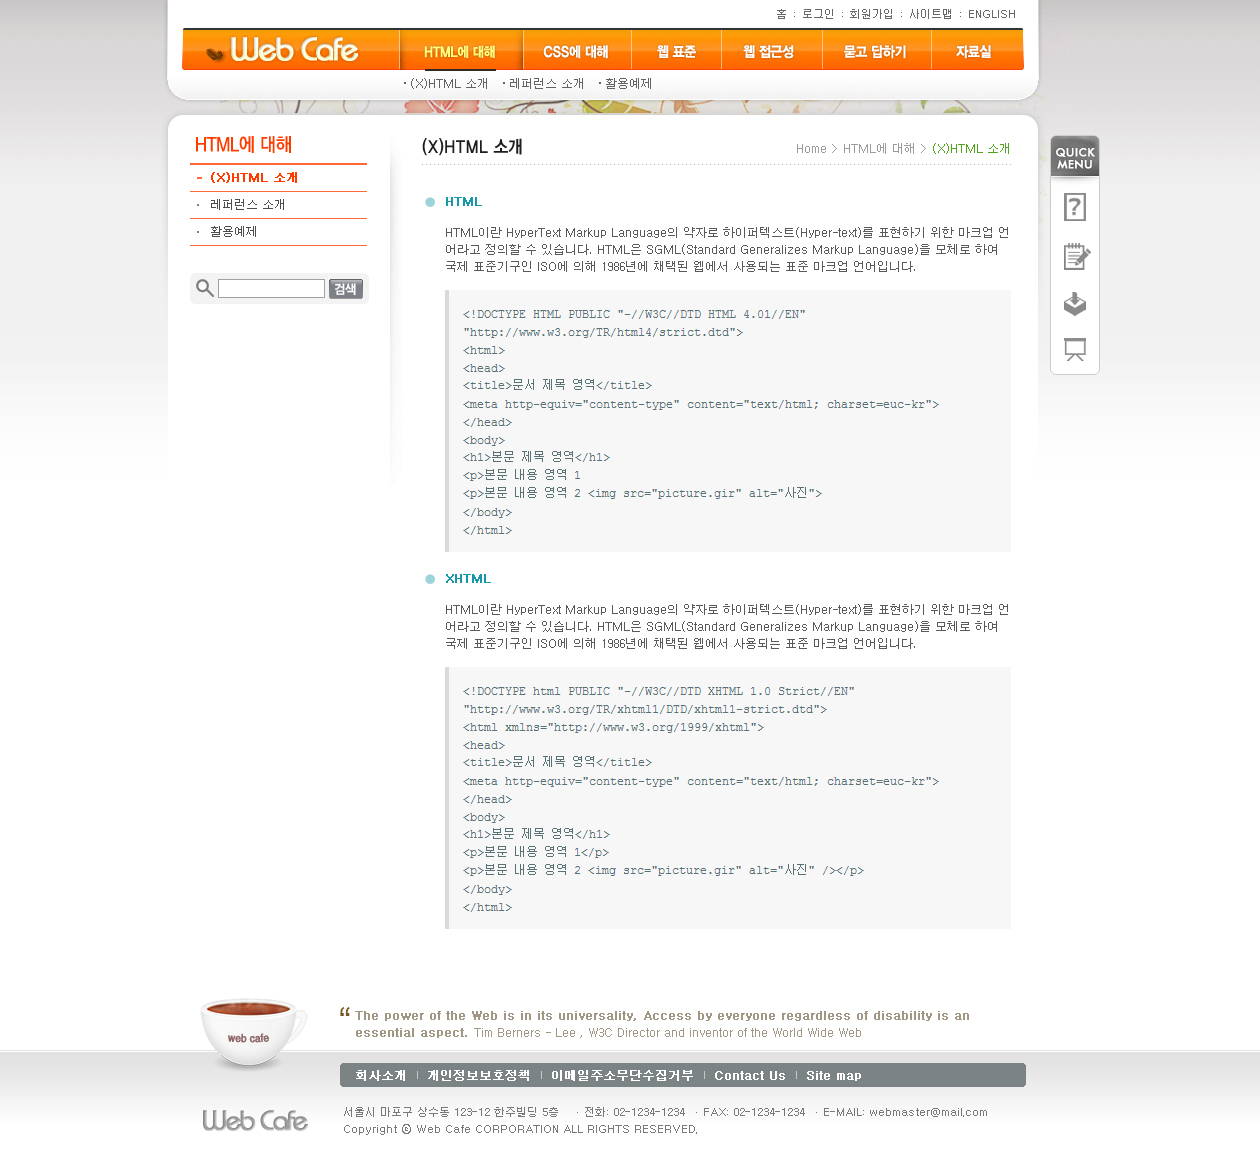 홈 : 로그인 : 회원가입 : 사이트맵 : ENGLISH
Web Cafe HTML에 대해 CSS에 대해 웹 표준 웹 접근성 묻고 답하기 자료실
· (X)HTML 소개 · 레퍼런스 소개 · 활용예제
HTML에 대해
- (X)HTML 소개
· 레퍼런스 소개
· 활용예제
검색
(X)HTML 소개 Home > HTML에 대해 > (X)HTML 소개
QUICK
MENU
HTML
HTML이란 HyperText Markup Language의 약자로 하이퍼텍스트(Hyper-text)를 표현하기 위한 마크업 언
어라고 정의할 수 있습니다. HTML은 SGML(Standard Generalizes Markup Language)을 모체로 하여
국제 표준기구인 ISO에 의해 1986년에 채택된 웹에서 사용되는 표준 마크업 언어입니다.
<!DOCTYPE HTML PUBLIC "-//W3C//DTD HTML 4.01//EN"
"http://www.w3.org/TR/html4/strict.dtd">
<html>
<head>
<title>문서 제목 영역</title>
<meta http-equiv="content-type" content="text/html; charset=euc-kr">
</head>
<body>
<h1>본문 제목 영역</h1>
<p>본문 내용 영역 1
<p>본문 내용 영역 2 <img src="picture.gir" alt="사진">
</body>
</html>
XHTML
HTML이란 HyperText Markup Language의 약자로 하이퍼텍스트(Hyper-text)를 표현하기 위한 마크업 언
어라고 정의할 수 있습니다. HTML은 SGML(Standard Generalizes Markup Language)을 모체로 하여
국제 표준기구인 ISO에 의해 1986년에 채택된 웹에서 사용되는 표준 마크업 언어입니다.
<!DOCTYPE html PUBLIC "-//W3C//DTD XHTML 1.0 Strict//EN"
"http://www.w3.org/TR/xhtml1/DTD/xhtml1-strict.dtd">
<html xmlns="http://www.w3.org/1999/xhtml">
<head>
<title>문서 제목 영역</title>
<meta http-equiv="content-type" content="text/html; charset=euc-kr">
</head>
<body>
<h1>본문 제목 영역</h1>
<p>본문 내용 영역 1</p>
<p>본문 내용 영역 2 <img src="picture.gir" alt="사진" /></p>
</body>
</html>
web cafe
“ The power of the Web is in its universality, Access by everyone regardless of disability is an
essential aspect. Tim Berners - Lee , W3C Director and inventor of the World Wide Web
회사소개 | 개인정보보호정책 | 이메일주소무단수집거부 | Contact Us | Site map
Web Cafe
서울시 마포구 상수동 123-12 한주빌딩 5층 · 전화: 02-1234-1234 · FAX: 02-1234-1234 · E-MAIL: webmaster@mail.com
Copyright ⓒ Web Cafe CORPORATION ALL RIGHTS RESERVED.